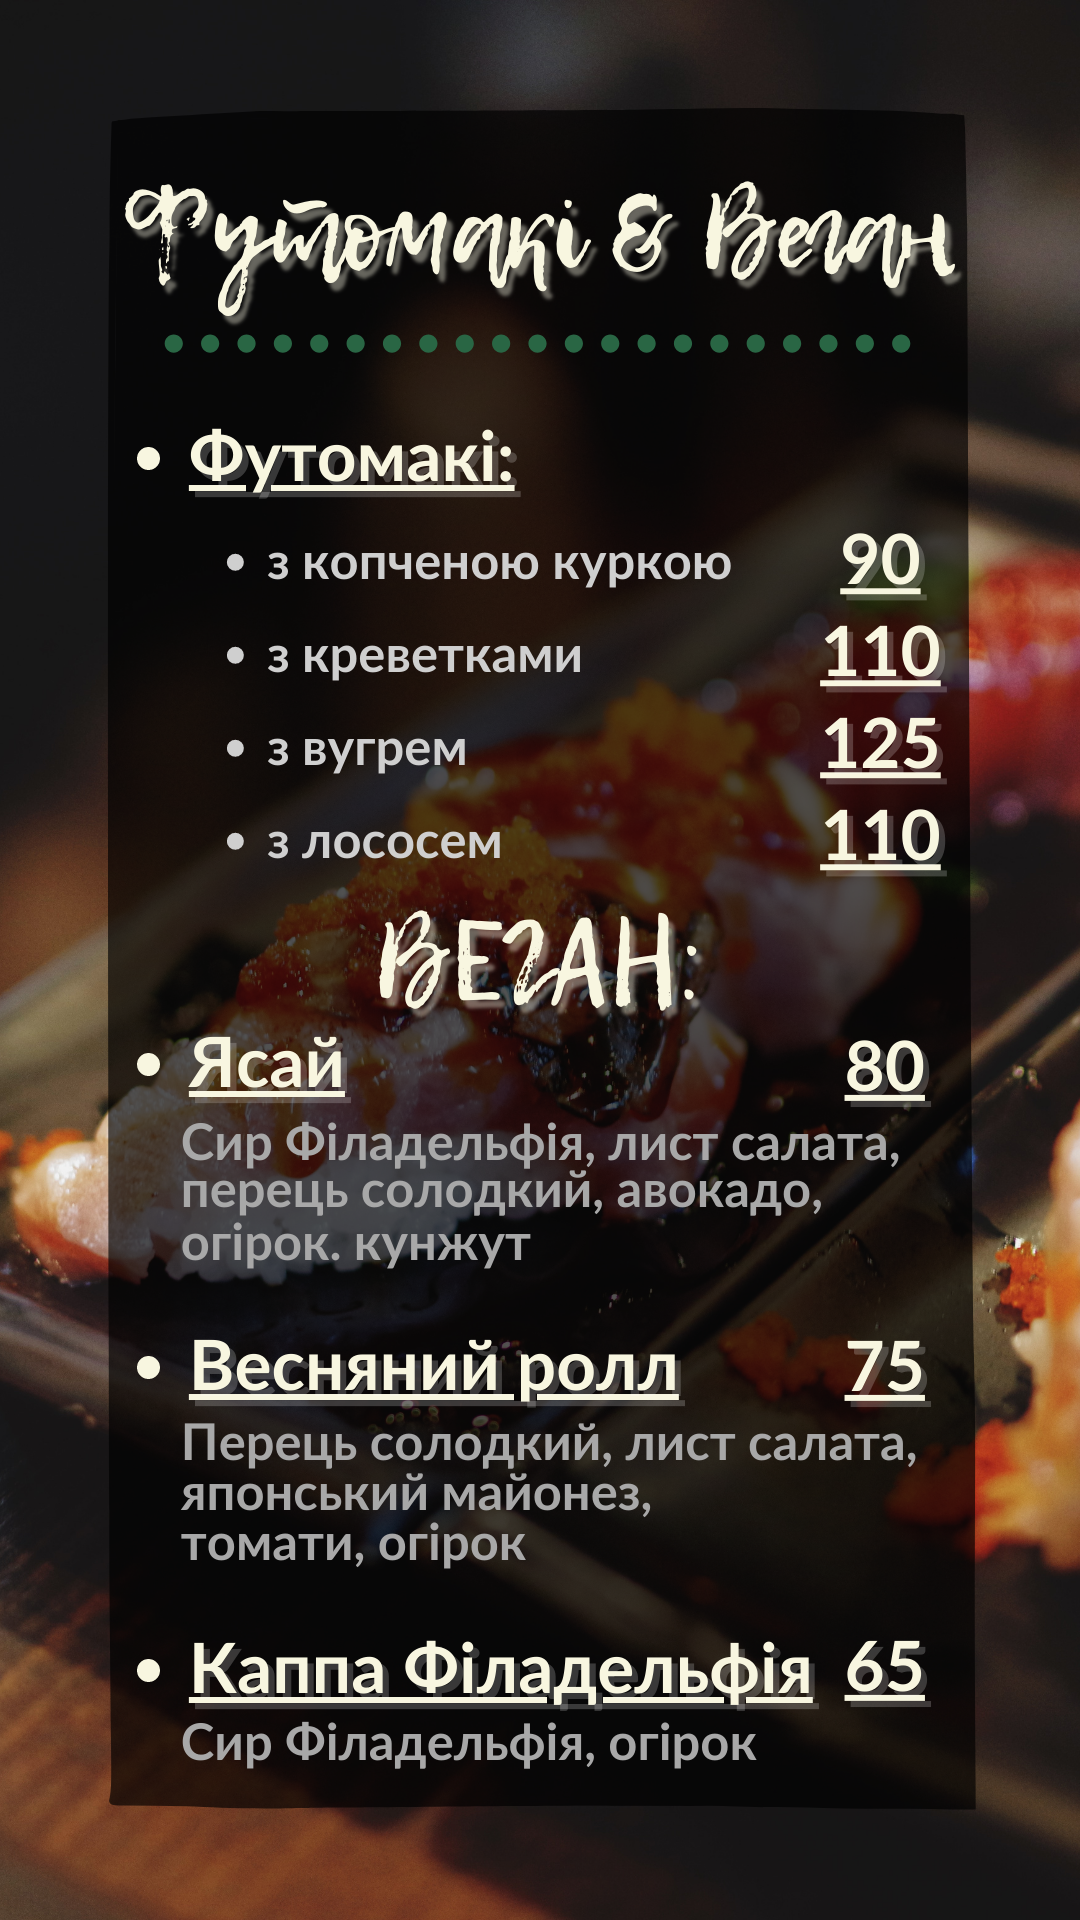 Футомакі & Веган
• Футомакі:
• з копченою куркою 90
• з креветками 110
• з вугрем 125
• з лососем 110
ВЕГАН:
• Ясай 80
Сир Філадельфія, лист салата,
перець солодкий, авокадо,
огірок. кунжут
• Весняний ролл 75
Перець солодкий, лист салата,
японський майонез,
томати, огірок
• Каппа Філадельфія 65
Сир Філадельфія, огірок